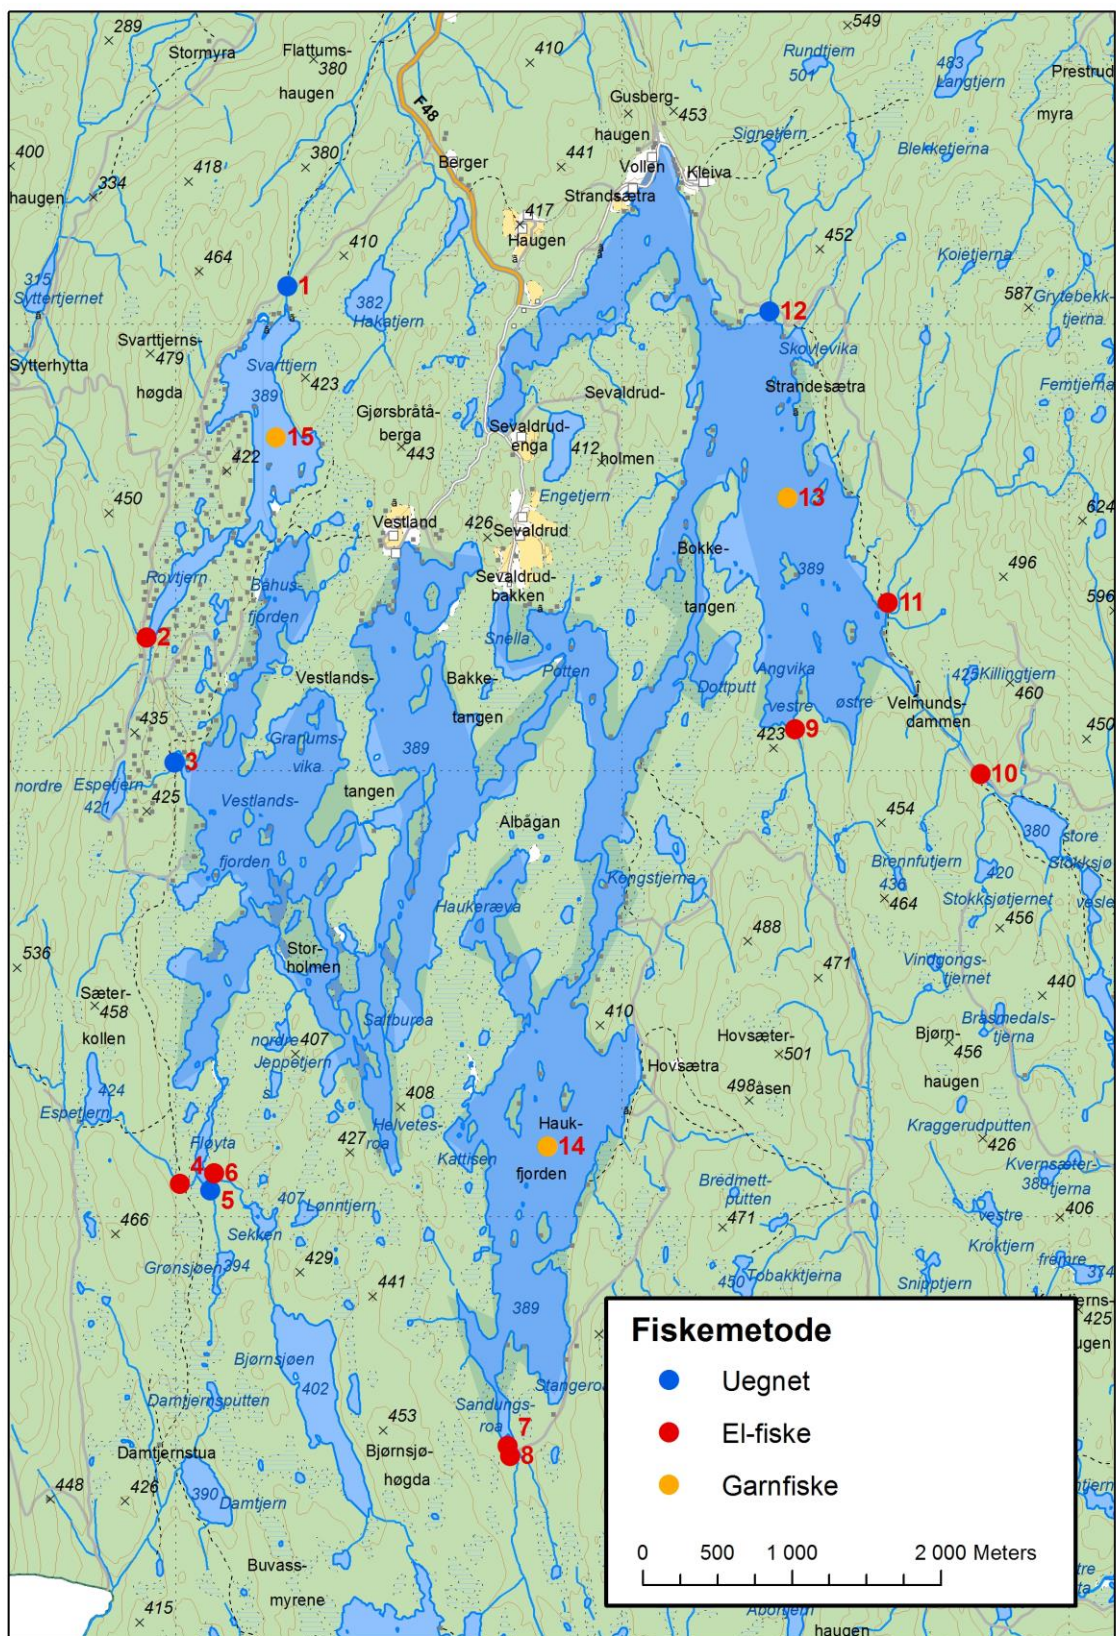 289
Stormyra
Flattums-
380
haugen
F48
410
549
Rundtjern
501
483
Langtjern
Prestrud
myra
Gusberg-
453
haugen
Signetjern
Blekketjerna
400
haugen
418
334
380
Berger
441
Vollen
Kleiva
Strandsætra
417
Haugen
464
410
452
Koietjerna
315
Syttertjernet
1
382
Hakatjern
12
587
Grytebekk-
tjerna
Sytterhytta
Svarttjerns-
479
høgda
Svarttjern
389
423
Skovlevika
Strandesætra
Femtjerna
Gjørsbråtå-
berga
443
Sevaldrud-
holmen
Sevaldrud-
enga
412
Engetjern
15
422
450
13
624
Vestland
426
Sevaldrud
Sevaldrud-
bakken
Bokke-
tangen
389
496
596
Rovtjern
Båhus-
fjorden
2
11
Snella
Potten
Vestlands-
tangen
Bakke-
tangen
Dottputt
Angvika
vestre
østre
425
Killingtjern
460
Velmunds-
dammen
435
Granums-
vika
389
3
9
423
450
nordre
Espetjern
421
425
Vestlands-
fjorden
10
Albågan
454
380
store
Stokksjø
vesle
Brennfutjern
436
464
420
Stokksjøtjernet
456
Kongstjerna
Haukeræva
536
Stor-
holmen
488
471
Vindgongs-
tjernet
440
Sæter-
458
kollen
Saltburoa
410
nordre
407
Jeppetjern
s.
Hovsæter-
501
åsen
498
Hovsætra
Bråsmedals-
tjerna
Bjørn-
456
haugen
424
Espetjern
408
Helvetes-
roa
Hauk-
fjorden
14
Kraggerudputten
426
Fløyta
427
Kattisen
4
6
5
407
Lønntjern
Bredmett-
putten
471
Kvernsæter-
380
tjerna
vestre
406
466
Sekken
Kroktjern
fremre
374
Grønsjøen
394
429
441
450
Tobakktjerna
Snipptjern
389
425
Bjørnsjøen
402
Damtjernsputten
Sandungs-
roa
7
8
453
Bjørnsjø-
høgda
Damtjernstua
448
426
390
Damtjern
Buvass-
myrene
415
haugen
Fiskemetode
Uegnet
El-fiske
Garnfiske
0 500 1 000 2 000 Meters